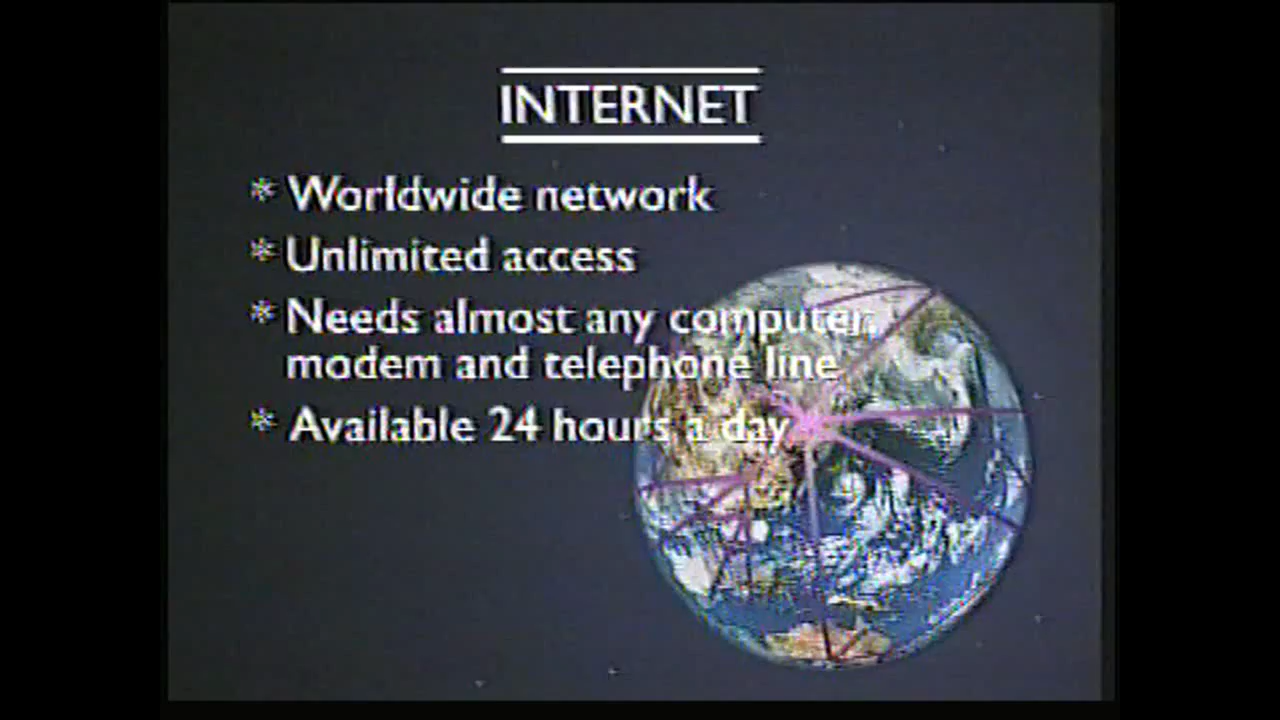 INTERNET
* Worldwide network
* Unlimited access
* Needs almost any computer,
modem and telephone line
* Available 24 hours a day